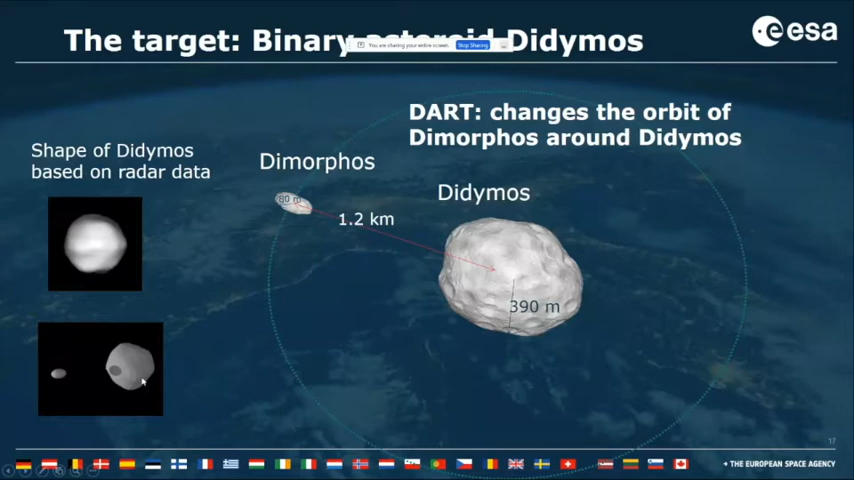 The target: Binary asteroid Didymos
You are sharing your entire screen.
Stop Sharing
esa
DART: changes the orbit of
Dimorphos around Didymos
Shape of Didymos
based on radar data
Dimorphos
80 m
Didymos
1.2 km
390 m
17
→ THE EUROPEAN SPACE AGENCY